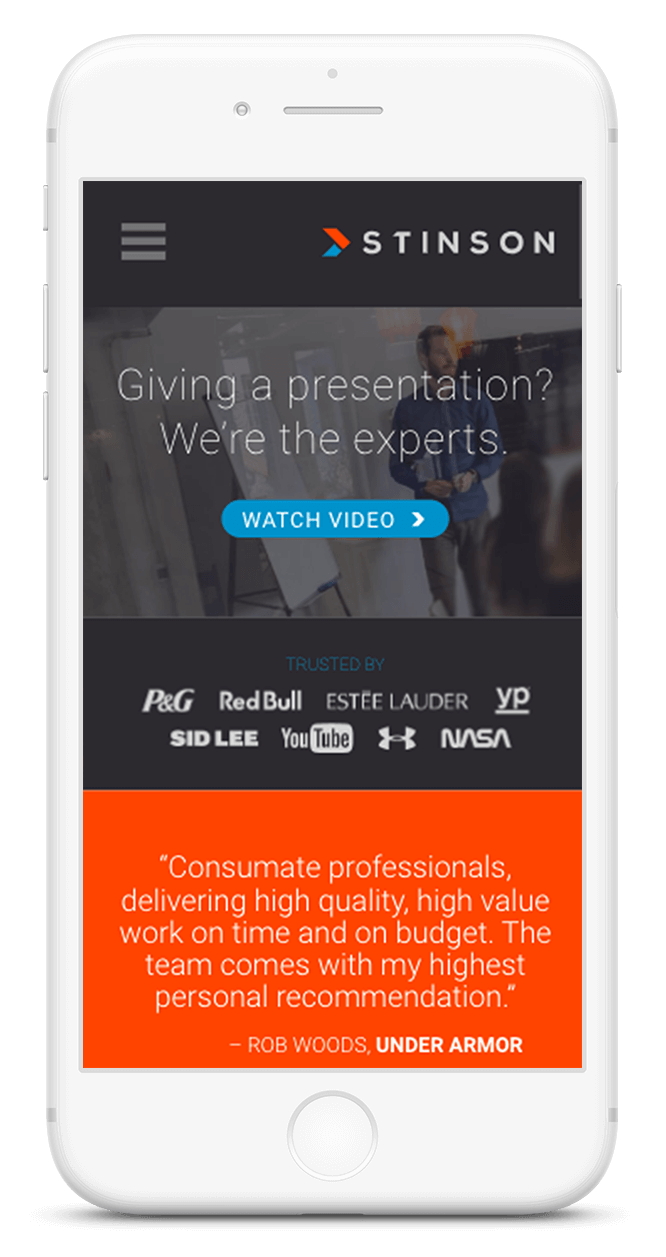 STINSON
Giving a presentation?
We're the experts.
WATCH VIDEO
TRUSTED BY
P&G RedBull ESTĒE LAUDER yp
SID LEE YouTube NASA
“Consumate professionals,
delivering high quality, high value
work on time and on budget. The
team comes with my highest
personal recommendation.”
– ROB WOODS, UNDER ARMOR